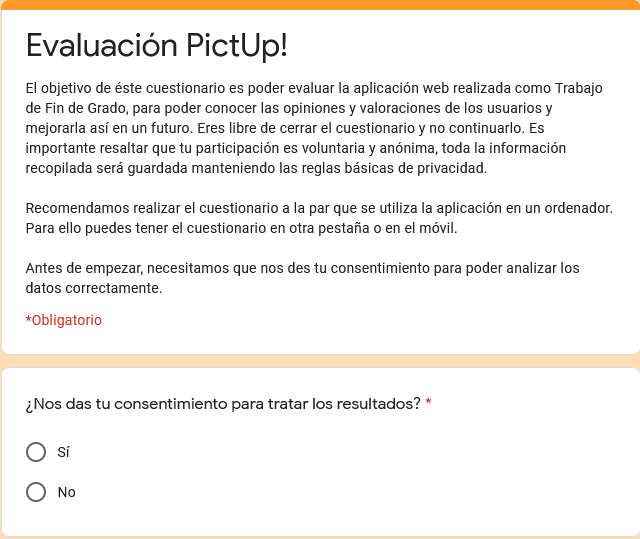 Evaluación PictUp!
El objetivo de éste cuestionario es poder evaluar la aplicación web realizada como Trabajo
de Fin de Grado, para poder conocer las opiniones y valoraciones de los usuarios y
mejorarla así en un futuro. Eres libre de cerrar el cuestionario y no continuarlo. Es
importante resaltar que tu participación es voluntaria y anónima, toda la información
recopilada será guardada manteniendo las reglas básicas de privacidad.
Recomendamos realizar el cuestionario a la par que se utiliza la aplicación en un ordenador.
Para ello puedes tener el cuestionario en otra pestaña o en el móvil.
Antes de empezar, necesitamos que nos des tu consentimiento para poder analizar los
datos correctamente.
*Obligatorio
¿Nos das tu consentimiento para tratar los resultados? *
Sí
No